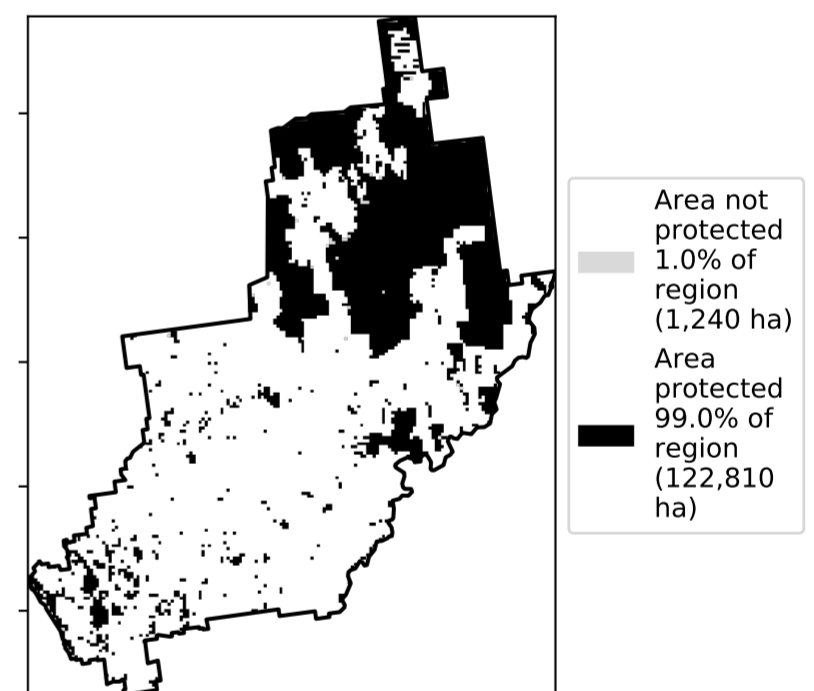 Area not
protected
1.0% of
region
(1,240 ha)
Area
protected
99.0% of
region
(122,810
ha)